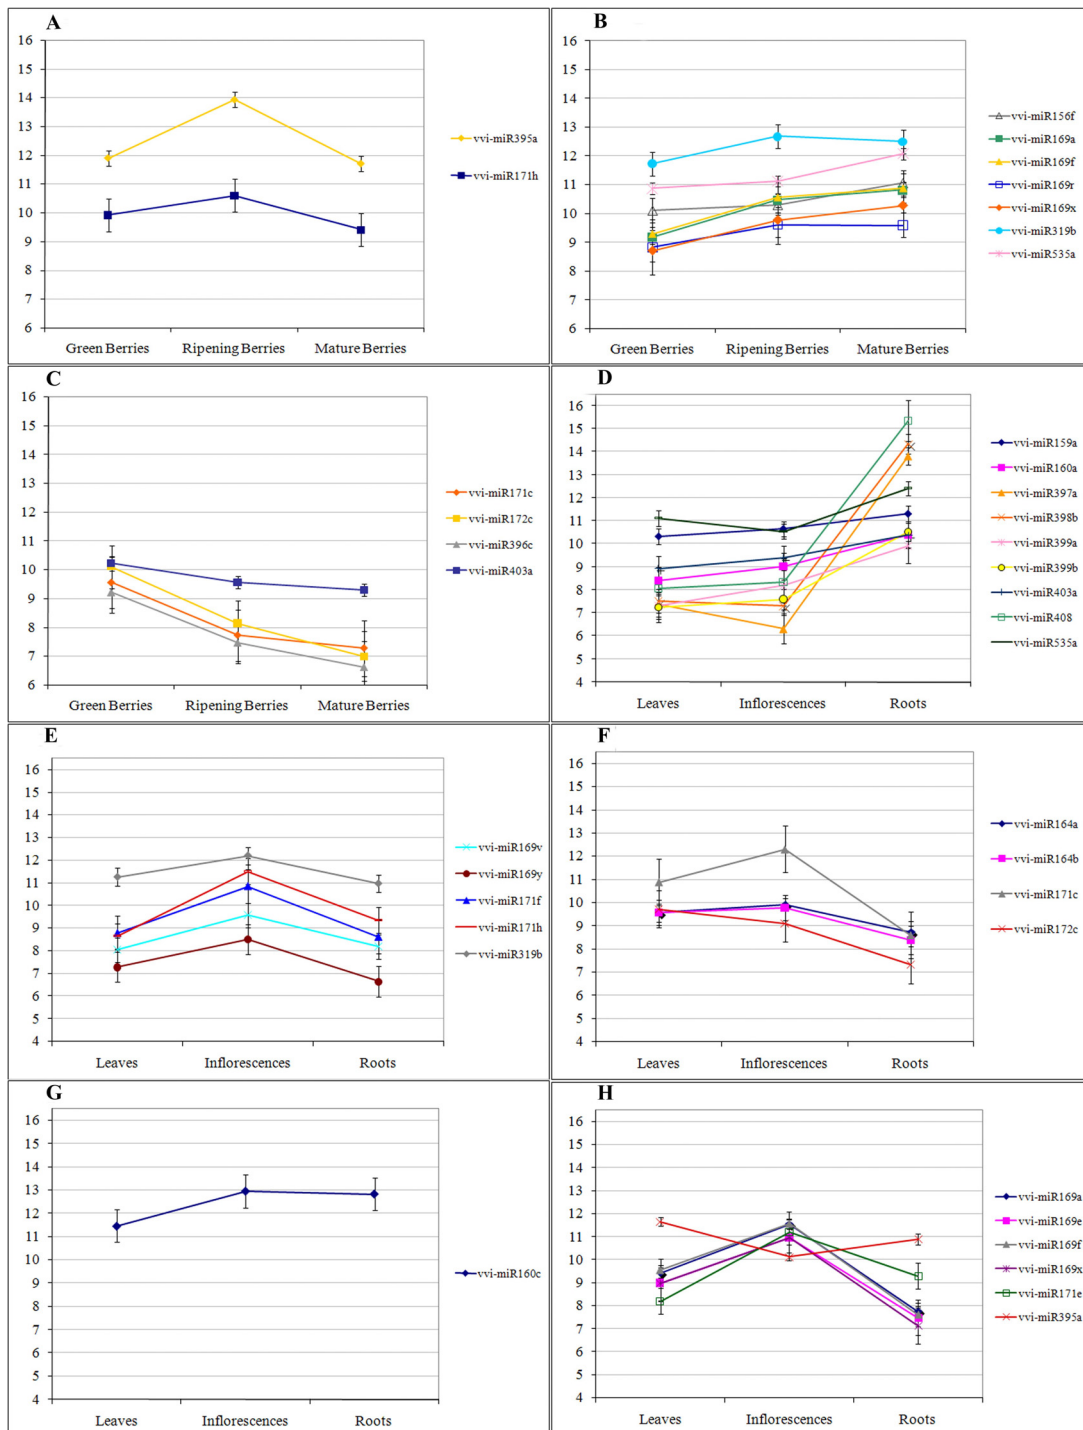 A
16
15
14
13
12
11
10
9
8
7
6
Green Berries Ripening Berries Mature Berries
vvi-miR395a
vvi-miR171h
B
16
15
14
13
12
11
10
9
8
7
6
Green Berries Ripening Berries Mature Berries
vvi-miR156f
vvi-miR169a
vvi-miR169f
vvi-miR169r
vvi-miR169x
vvi-miR319b
vvi-miR535a
C
16
15
14
13
12
11
10
9
8
7
6
Green Berries Ripening Berries Mature Berries
vvi-miR171c
vvi-miR172c
vvi-miR396c
vvi-miR403a
D
16
15
14
13
12
11
10
9
8
7
6
5
4
Leaves Inflorescences Roots
vvi-miR159a
vvi-miR160a
vvi-miR397a
vvi-miR398b
vvi-miR399a
vvi-miR399b
vvi-miR403a
vvi-miR408
vvi-miR535a
E
16
15
14
13
12
11
10
9
8
7
6
5
4
Leaves Inflorescences Roots
vvi-miR169v
vvi-miR169y
vvi-miR171f
vvi-miR171h
vvi-miR319b
F
16
15
14
13
12
11
10
9
8
7
6
5
4
Leaves Inflorescences Roots
vvi-miR164a
vvi-miR164b
vvi-miR171c
vvi-miR172c
G
16
15
14
13
12
11
10
9
8
7
6
5
4
Leaves Inflorescences Roots
vvi-miR160c
H
16
15
14
13
12
11
10
9
8
7
6
5
4
Leaves Inflorescences Roots
vvi-miR169a
vvi-miR169e
vvi-miR169f
vvi-miR169x
vvi-miR171e
vvi-miR395a